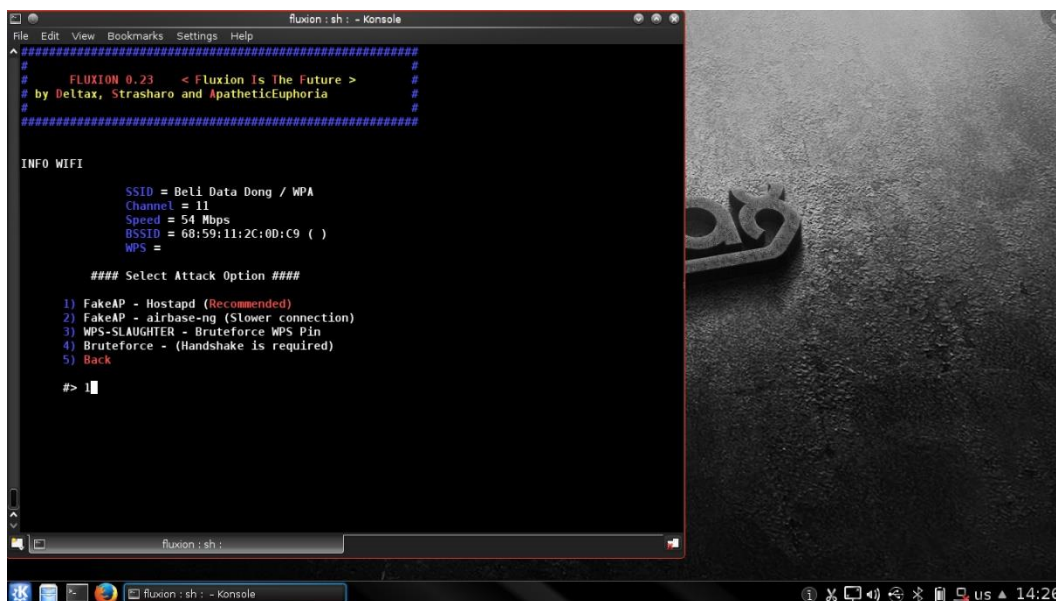 fluxion : sh : – Konsole
File Edit View Bookmarks Settings Help
#########################################################
# #
# FLUXION 0.23 < Fluxion Is The Future > #
# by Deltax, Strasharo and ApatheticEuphoria #
# #
#########################################################
INFO WIFI
SSID = Beli Data Dong / WPA
Channel = 11
Speed = 54 Mbps
BSSID = 68:59:11:2C:0D:C9 ( )
WPS =
#### Select Attack Option ####
1) FakeAP - Hostapd (Recommended)
2) FakeAP - airbase-ng (Slower connection)
3) WPS-SLAUGHTER - Bruteforce WPS Pin
4) Bruteforce - (Handshake is required)
5) Back
#> 1
fluxion : sh :
fluxion : sh : – Konsole
us
14:26